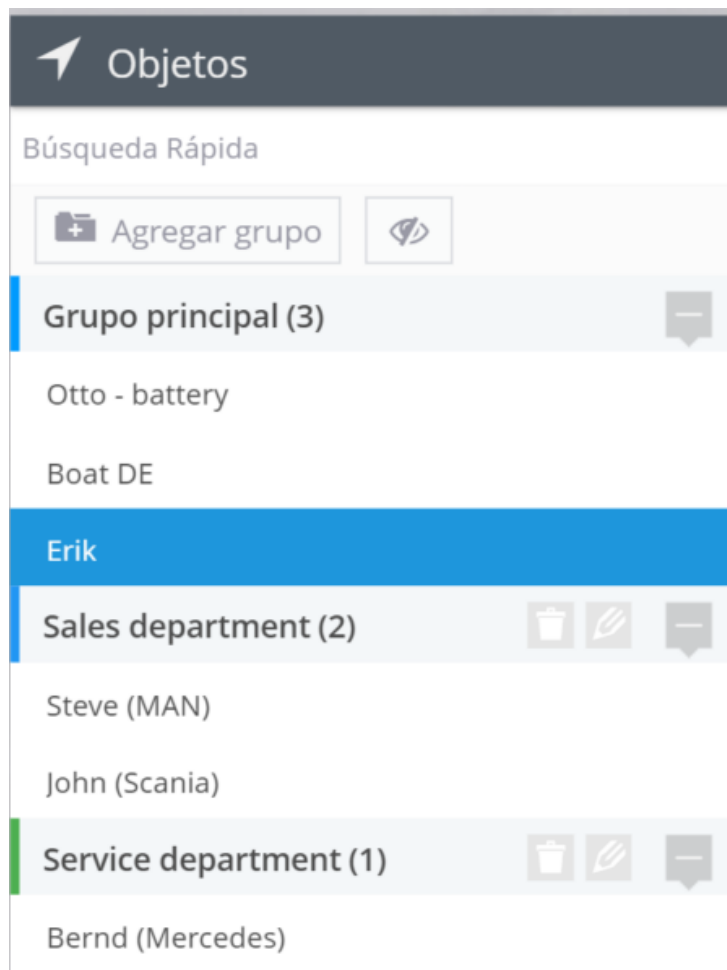 Objetos
Búsqueda Rápida
Agregar grupo
Grupo principal (3)
Otto - battery
Boat DE
Erik
Sales department (2)
Steve (MAN)
John (Scania)
Service department (1)
Bernd (Mercedes)